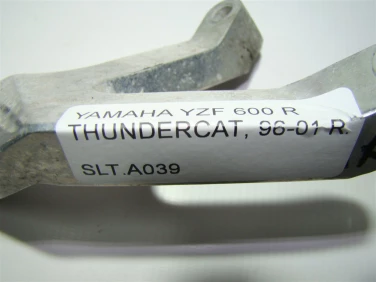 YAMAHA YZF 600 R
THUNDERCAT, 96-01 R.
SLT.A039